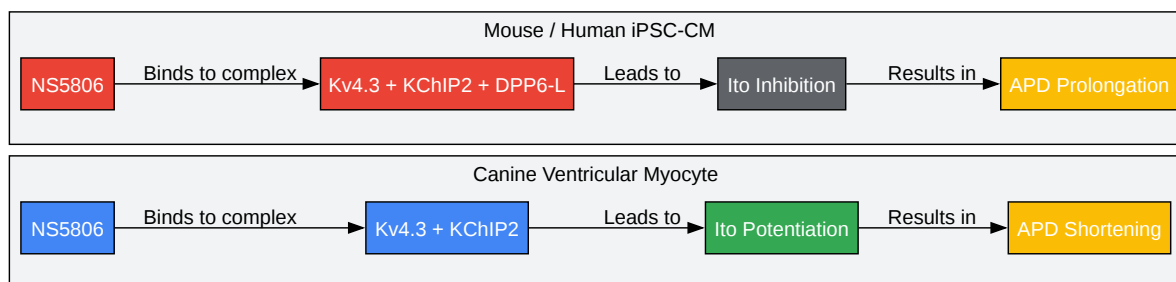 Mouse / Human iPSC-CM
NS5806
Binds to complex
Kv4.3 + KChIP2 + DPP6-L
Leads to
Ito Inhibition
Results in
APD Prolongation
Canine Ventricular Myocyte
NS5806
Binds to complex
Kv4.3 + KChIP2
Leads to
Ito Potentiation
Results in
APD Shortening